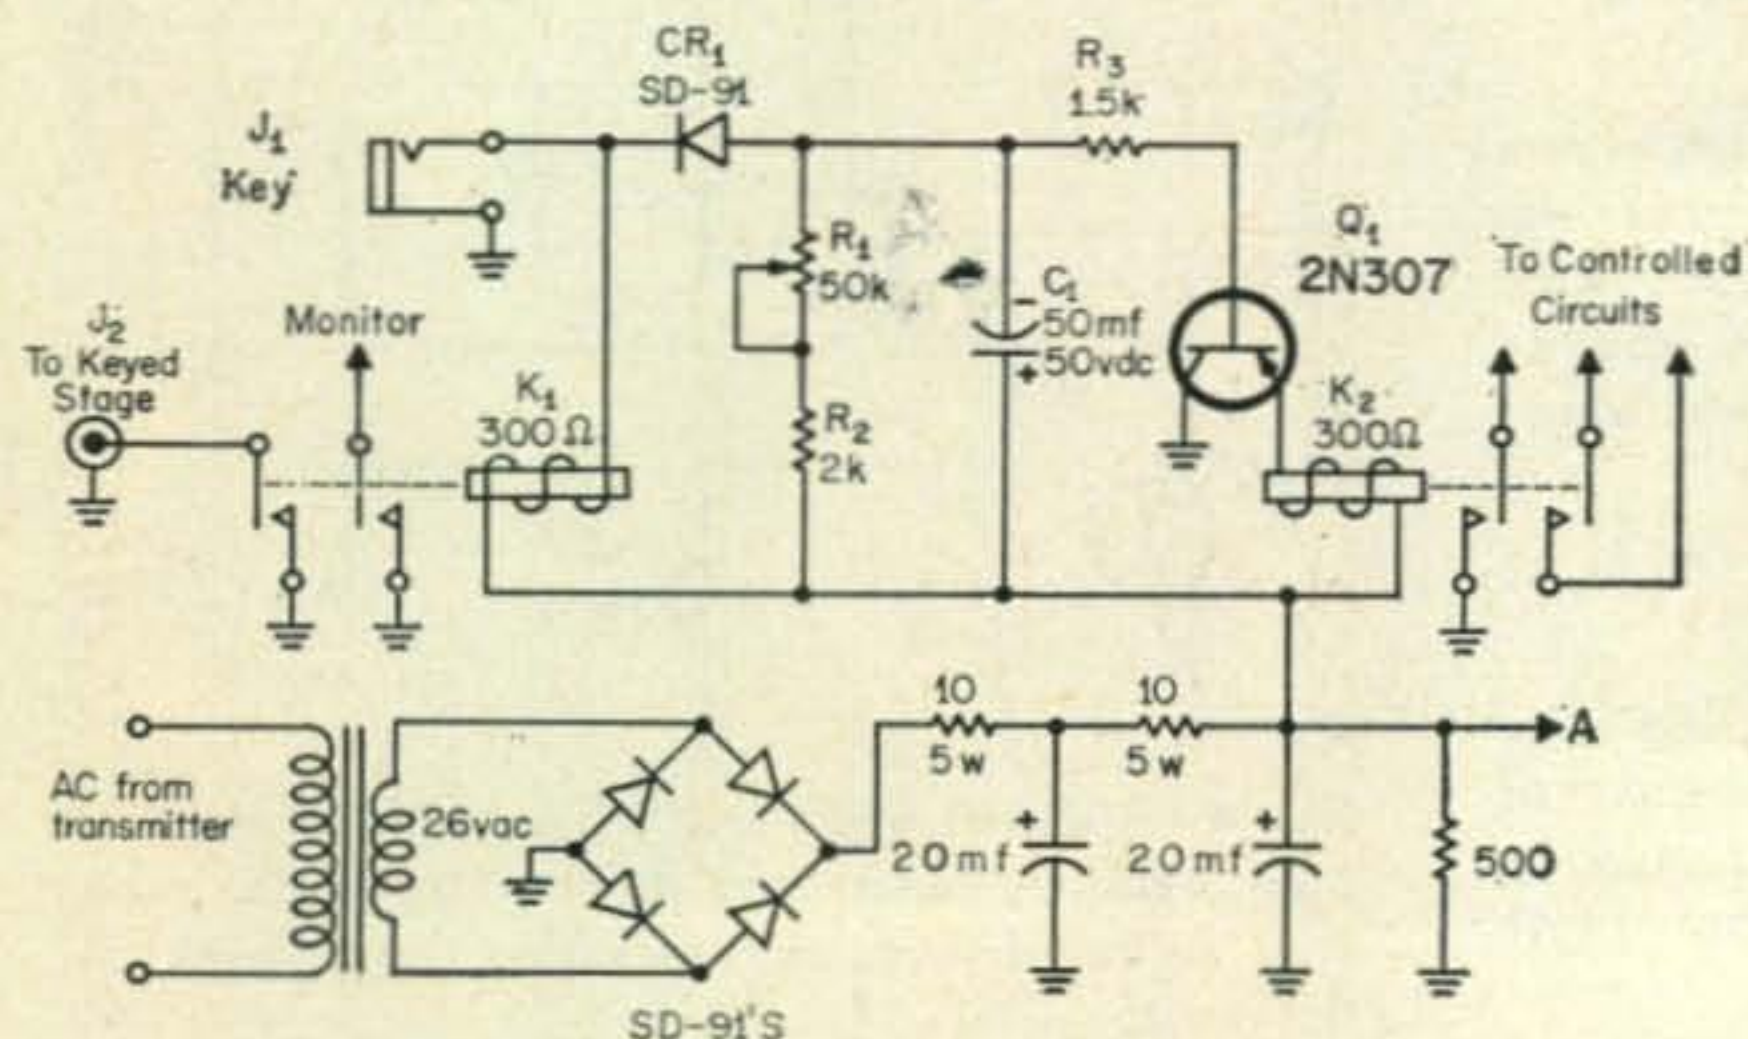 CR1
SD-91
R3
1.5k
J1
Key
Q1
2N307
To Controlled
Circuits
R1
50k
C1
-
50mf
50vdc
+
J2
To Keyed
Stage
Monitor
K1
300Ω
R2
2k
K2
300Ω
10
5w
10
5w
A
AC from
transmitter
26vac
+
20mf
+
20mf
500
SD-91'S